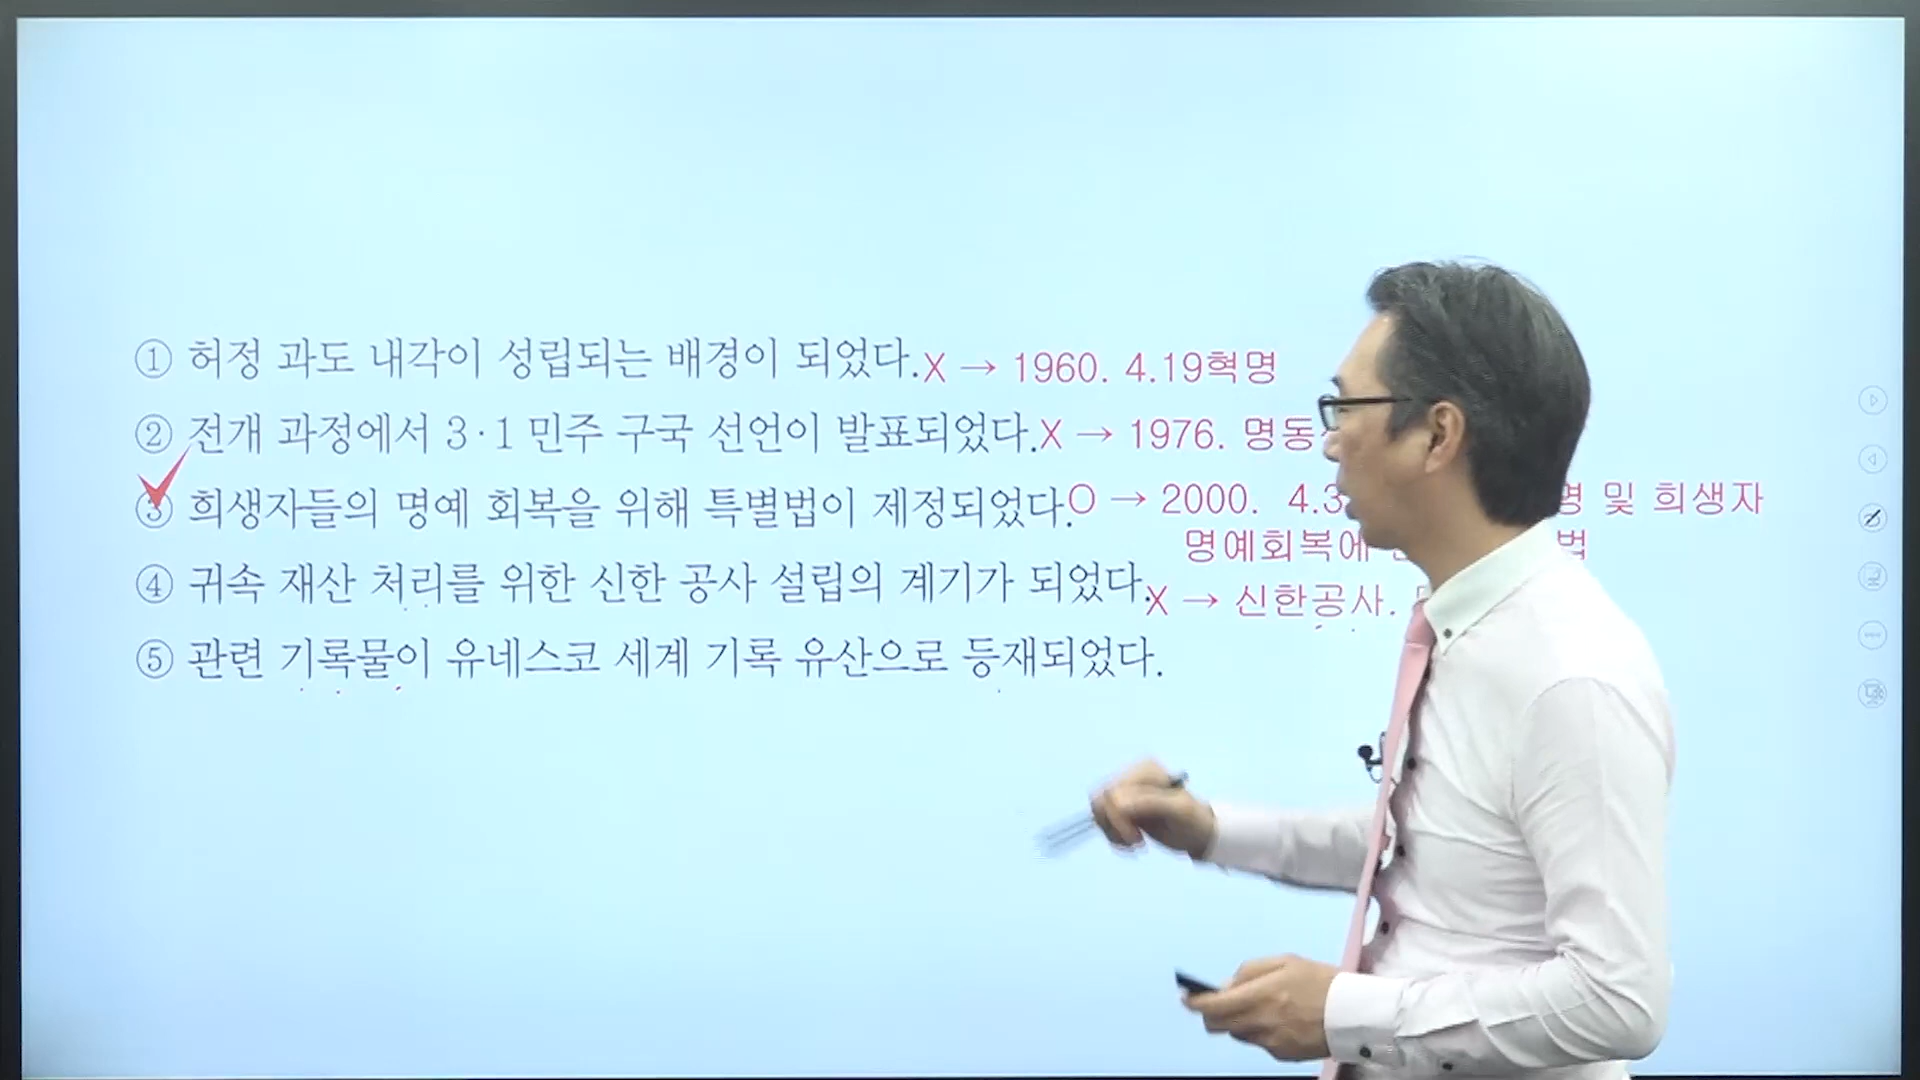 ① 허정 과도 내각이 성립되는 배경이 되었다. X → 1960. 4.19혁명
② 전개 과정에서 3·1 민주 구국 선언이 발표되었다. X → 1976. 명동
③ 희생자들의 명예 회복을 위해 특별법이 제정되었다. O → 2000. 4.3 및 희생자
명예회복에 법
④ 귀속 재산 처리를 위한 신한 공사 설립의 계기가 되었다. X → 신한공사.
⑤ 관련 기록물이 유네스코 세계 기록 유산으로 등재되었다.